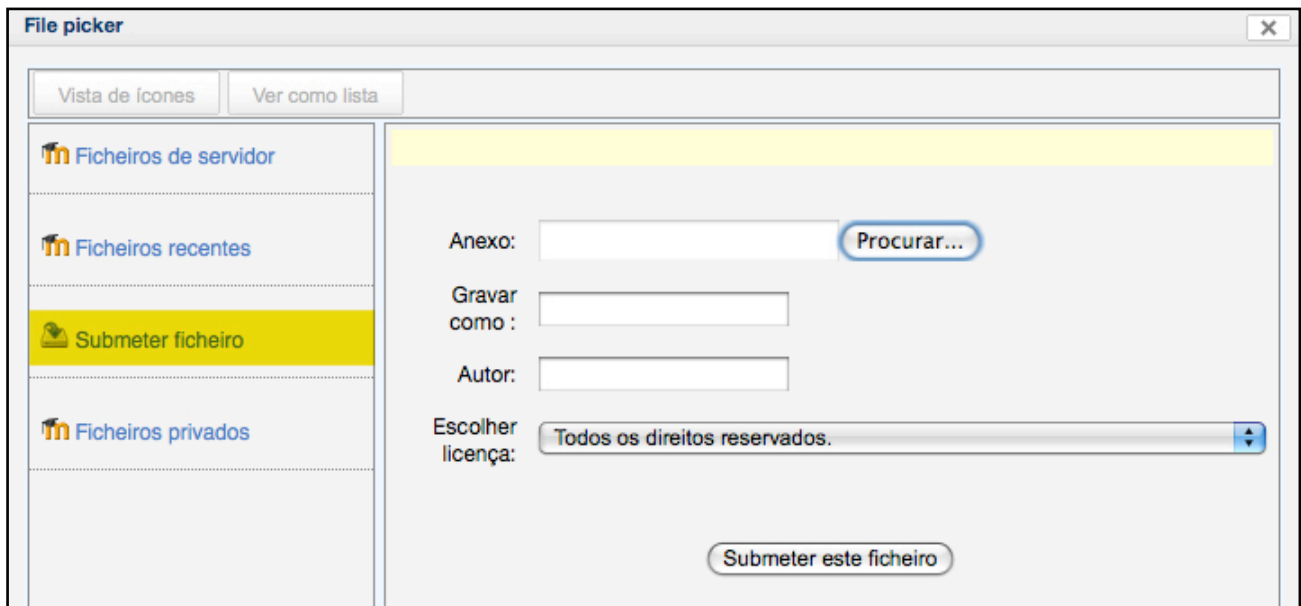 File picker
Vista de ícones
Ver como lista
Ficheiros de servidor
Ficheiros recentes
Submeter ficheiro
Ficheiros privados
Anexo:
Procurar...
Gravar
como :
Autor:
Escolher
licença:
Todos os direitos reservados.
Submeter este ficheiro